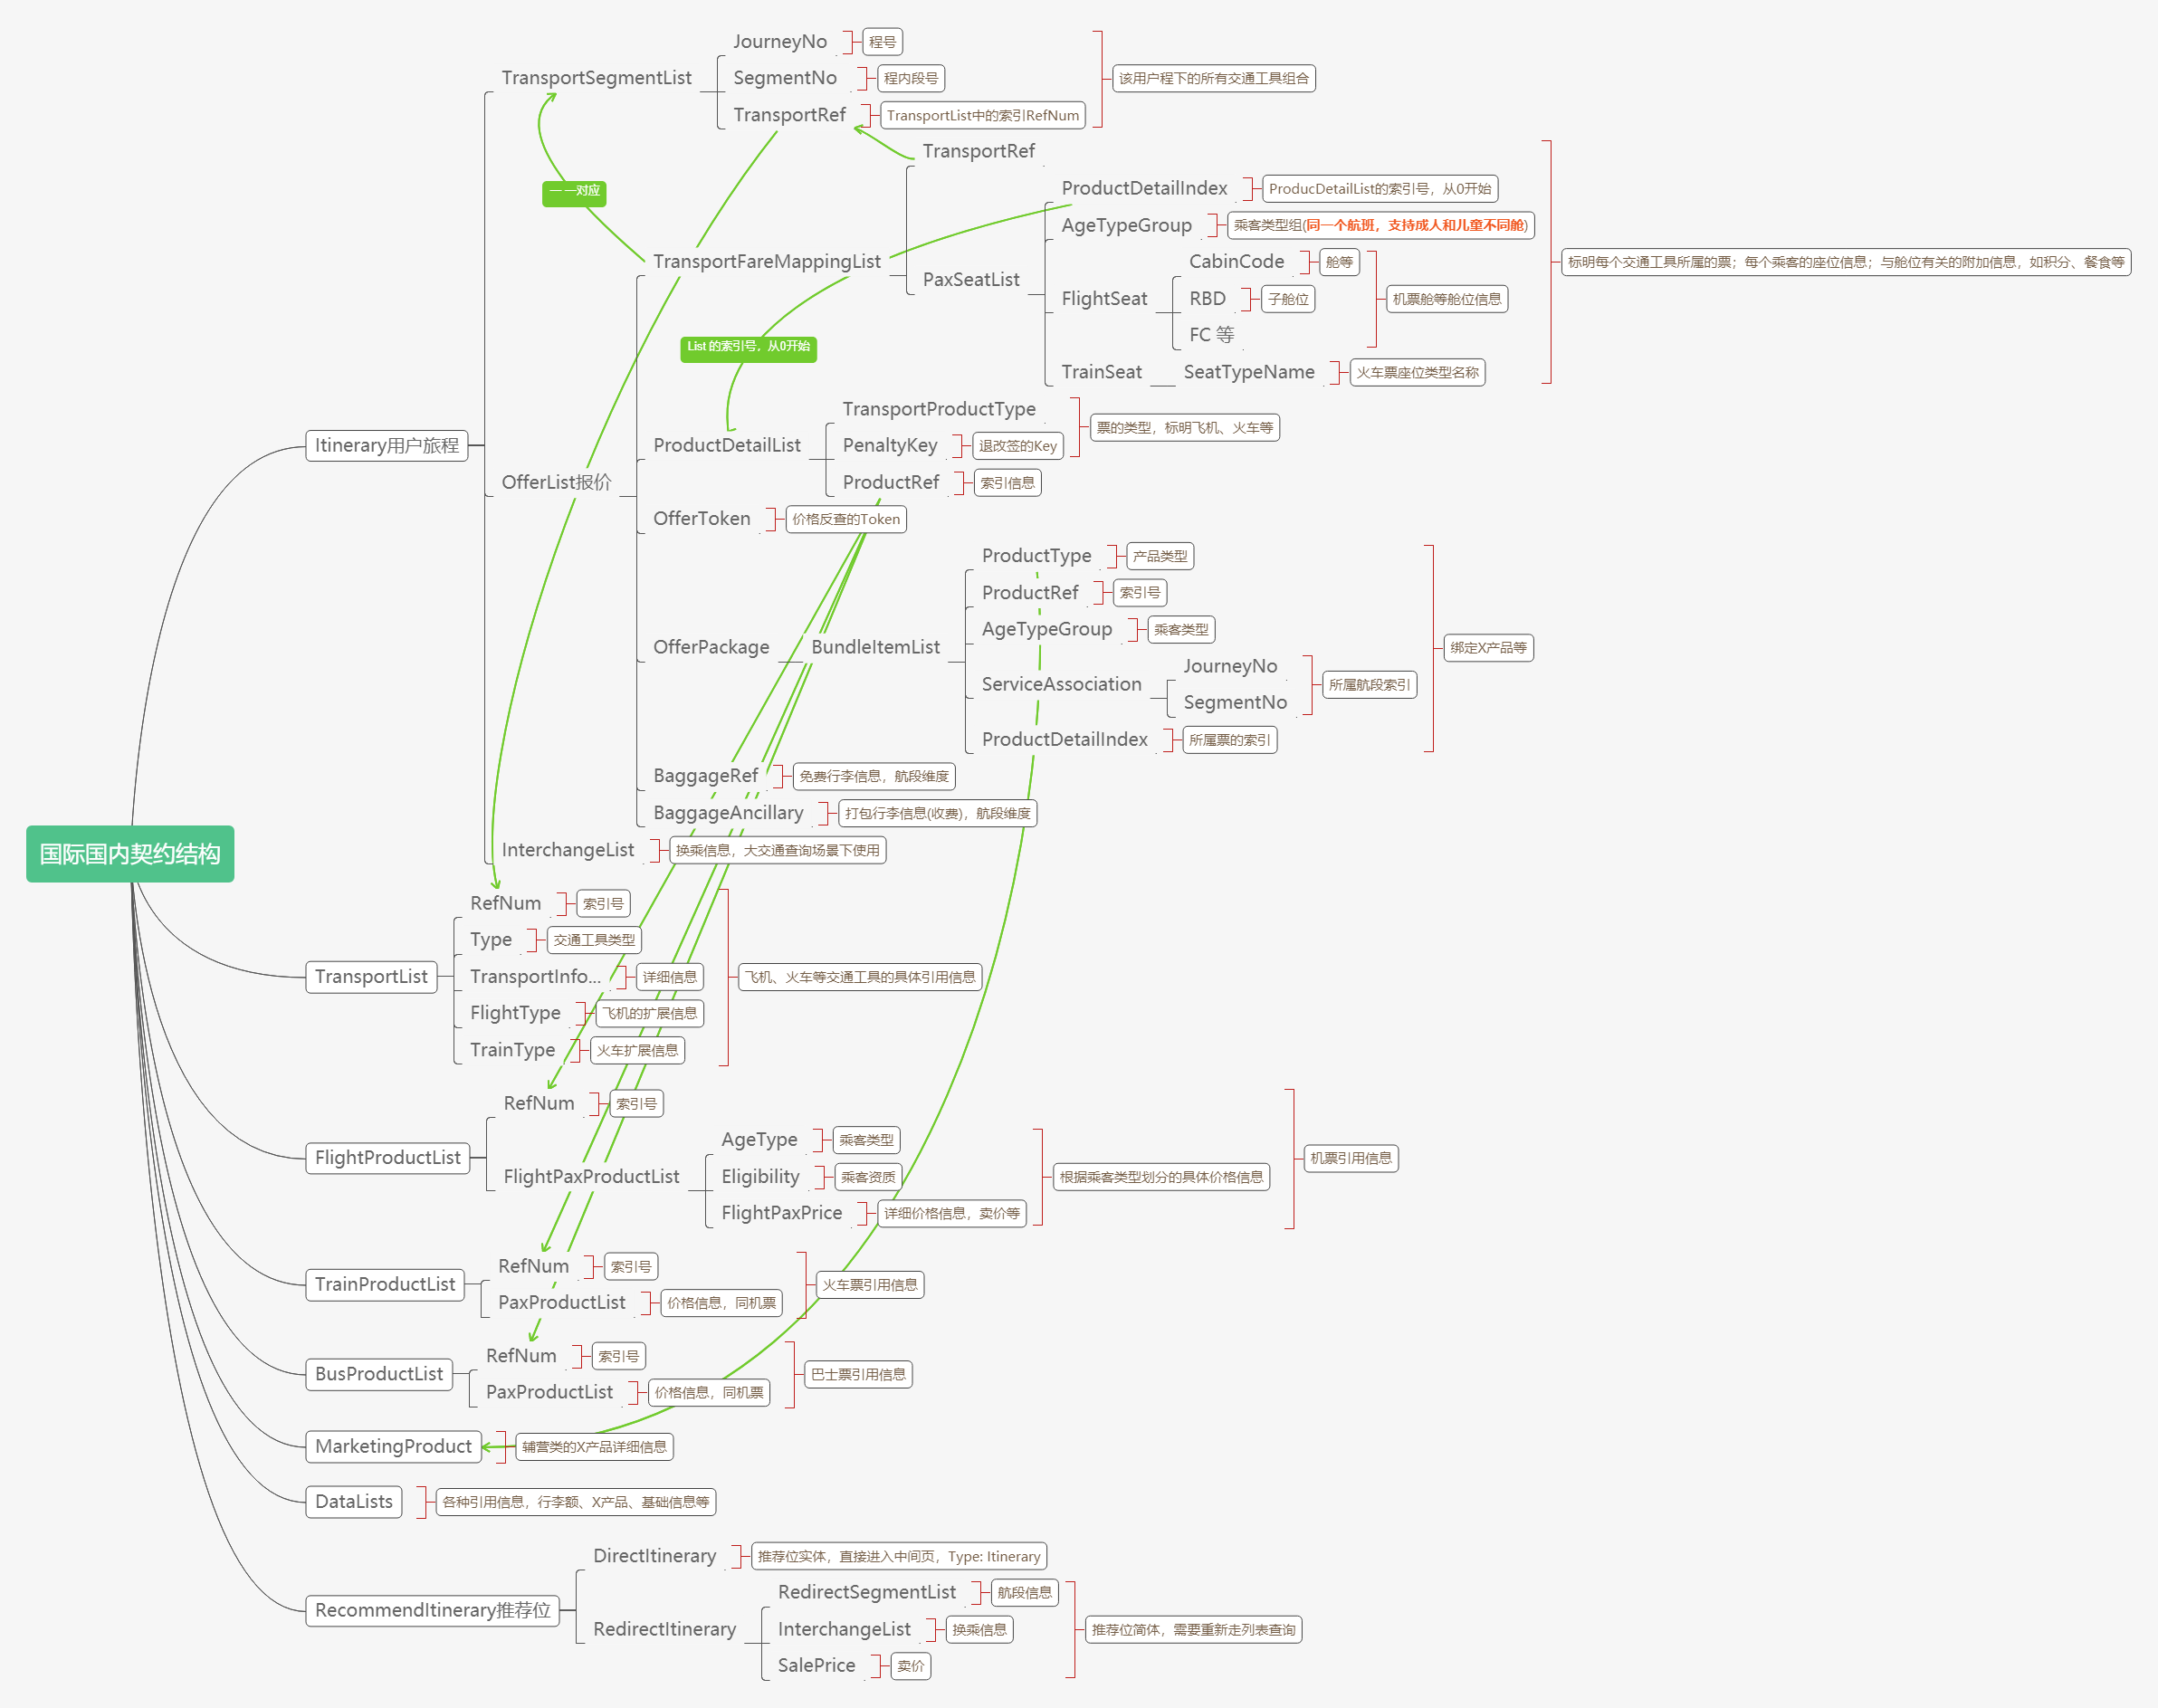 国际国内契约结构
Itinerary用户旅程
TransportSegmentList
JourneyNo
程号
SegmentNo
程内段号
TransportRef
TransportList中的索引RefNum
该用户程下的所有交通工具组合
一 一对应
OfferList报价
TransportFareMappingList
TransportRef
PaxSeatList
ProductDetailIndex
ProducDetailList的索引号，从0开始
AgeTypeGroup
乘客类型组(同一个航班，支持成人和儿童不同舱)
FlightSeat
CabinCode
舱等
RBD
子舱位
FC 等
机票舱等舱位信息
TrainSeat
SeatTypeName
火车票座位类型名称
标明每个交通工具所属的票；每个乘客的座位信息；与舱位有关的附加信息，如积分、餐食等
List 的索引号，从0开始
ProductDetailList
TransportProductType
PenaltyKey
退改签的Key
票的类型，标明飞机、火车等
ProductRef
索引信息
OfferToken
价格反查的Token
OfferPackage
BundleItemList
ProductType
产品类型
ProductRef
索引号
AgeTypeGroup
乘客类型
ServiceAssociation
JourneyNo
SegmentNo
所属航段索引
ProductDetailIndex
所属票的索引
绑定X产品等
BaggageRef
免费行李信息，航段维度
BaggageAncillary
打包行李信息(收费)，航段维度
InterchangeList
换乘信息，大交通查询场景下使用
TransportList
RefNum
索引号
Type
交通工具类型
TransportInfo...
详细信息
FlightType
飞机的扩展信息
TrainType
火车扩展信息
飞机、火车等交通工具的具体引用信息
FlightProductList
RefNum
索引号
FlightPaxProductList
AgeType
乘客类型
Eligibility
乘客资质
FlightPaxPrice
详细价格信息，卖价等
根据乘客类型划分的具体价格信息
机票引用信息
TrainProductList
RefNum
索引号
PaxProductList
价格信息，同机票
火车票引用信息
BusProductList
RefNum
索引号
PaxProductList
价格信息，同机票
巴士票引用信息
MarketingProduct
辅营类的X产品详细信息
DataLists
各种引用信息，行李额、X产品、基础信息等
RecommendItinerary推荐位
DirectItinerary
推荐位实体，直接进入中间页，Type: Itinerary
RedirectItinerary
RedirectSegmentList
航段信息
InterchangeList
换乘信息
SalePrice
卖价
推荐位简体，需要重新走列表查询